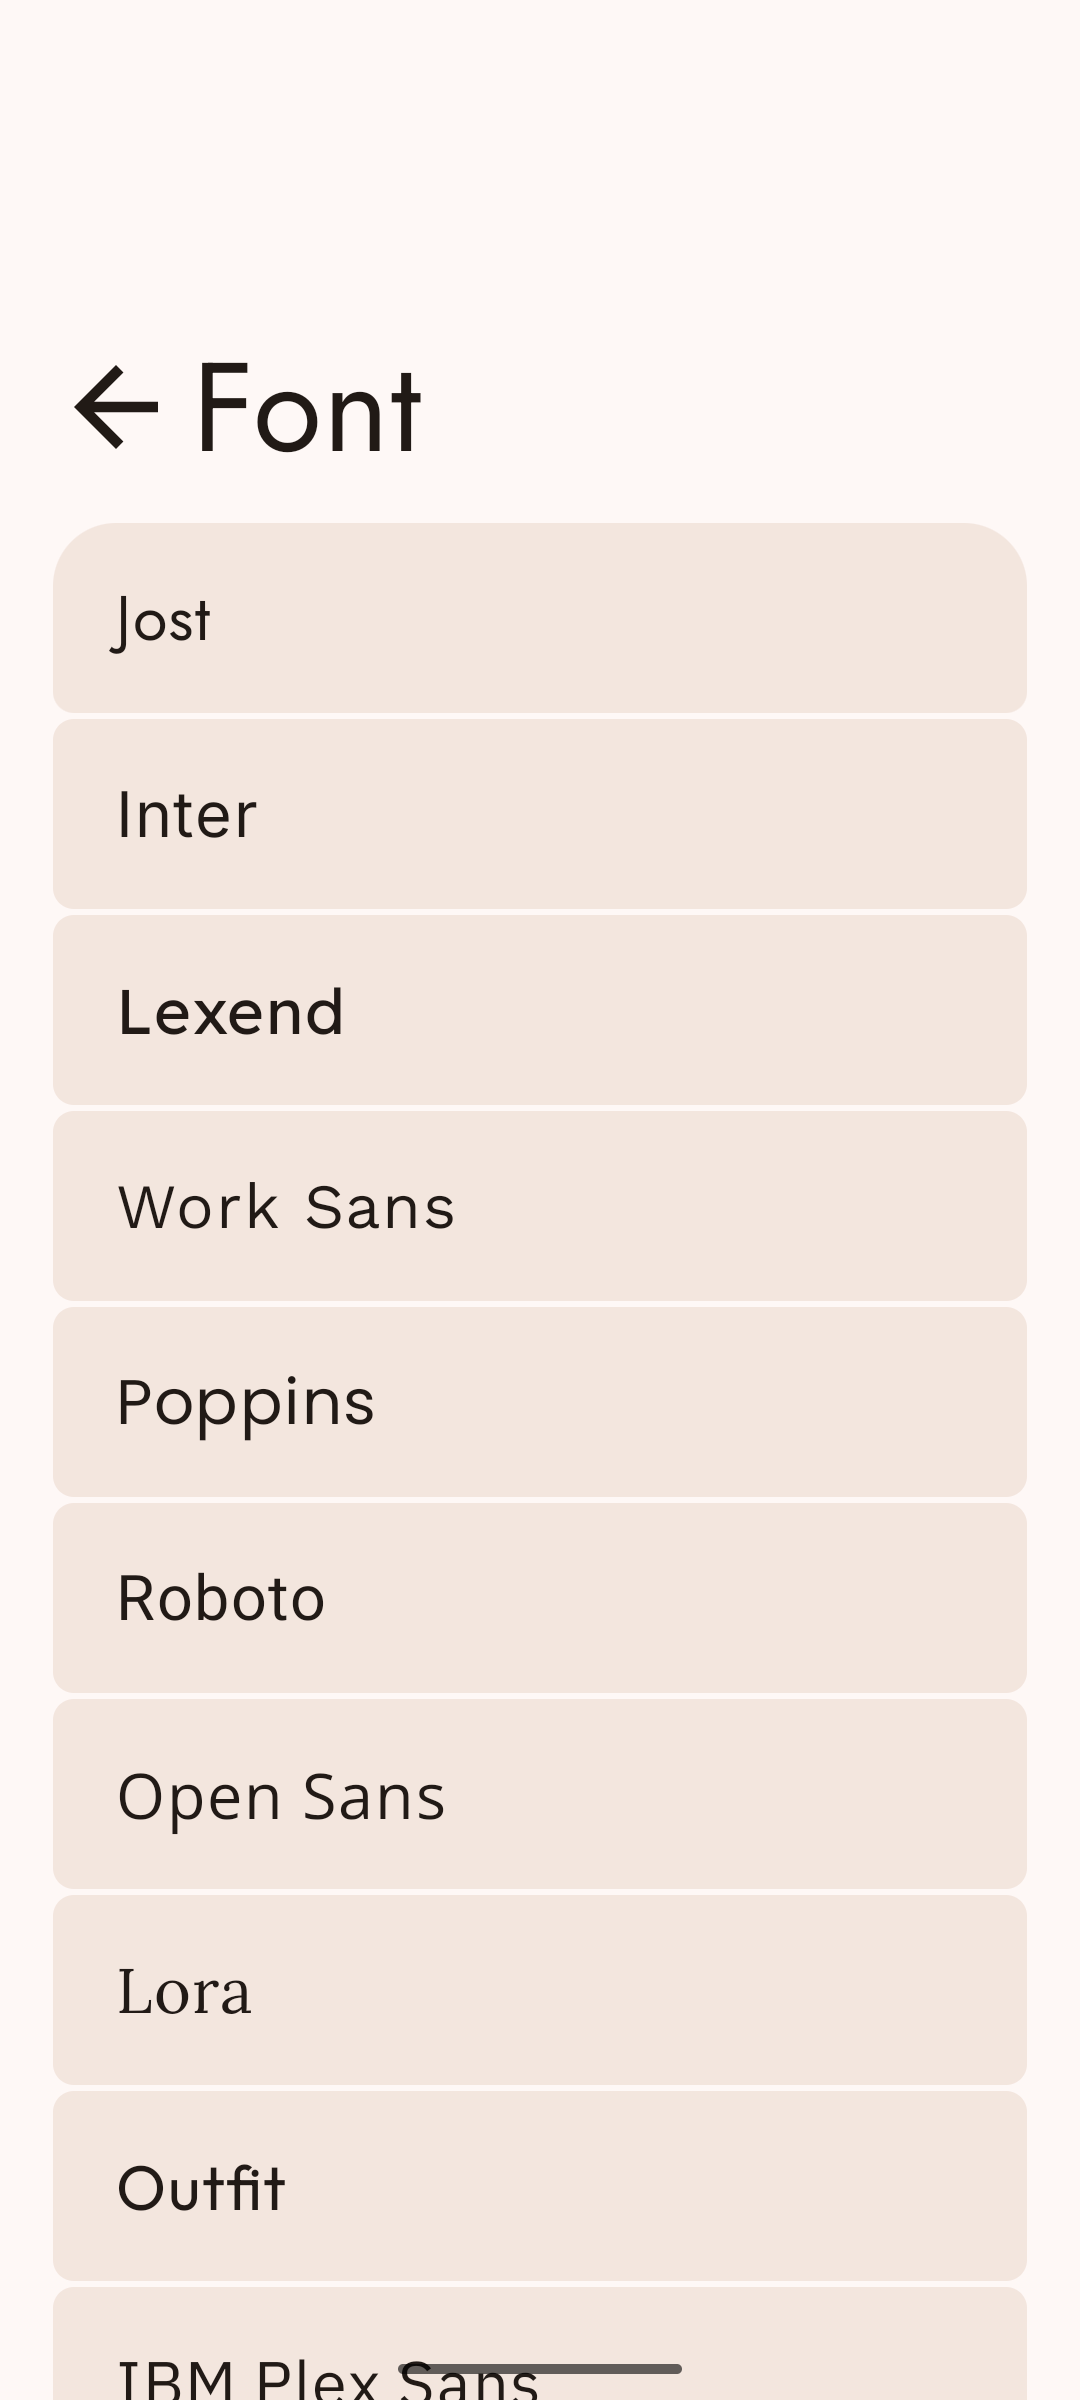 Font
Jost
Inter
Lexend
Work Sans
Poppins
Roboto
Open Sans
Lora
Outfit
IBM Plex Sans